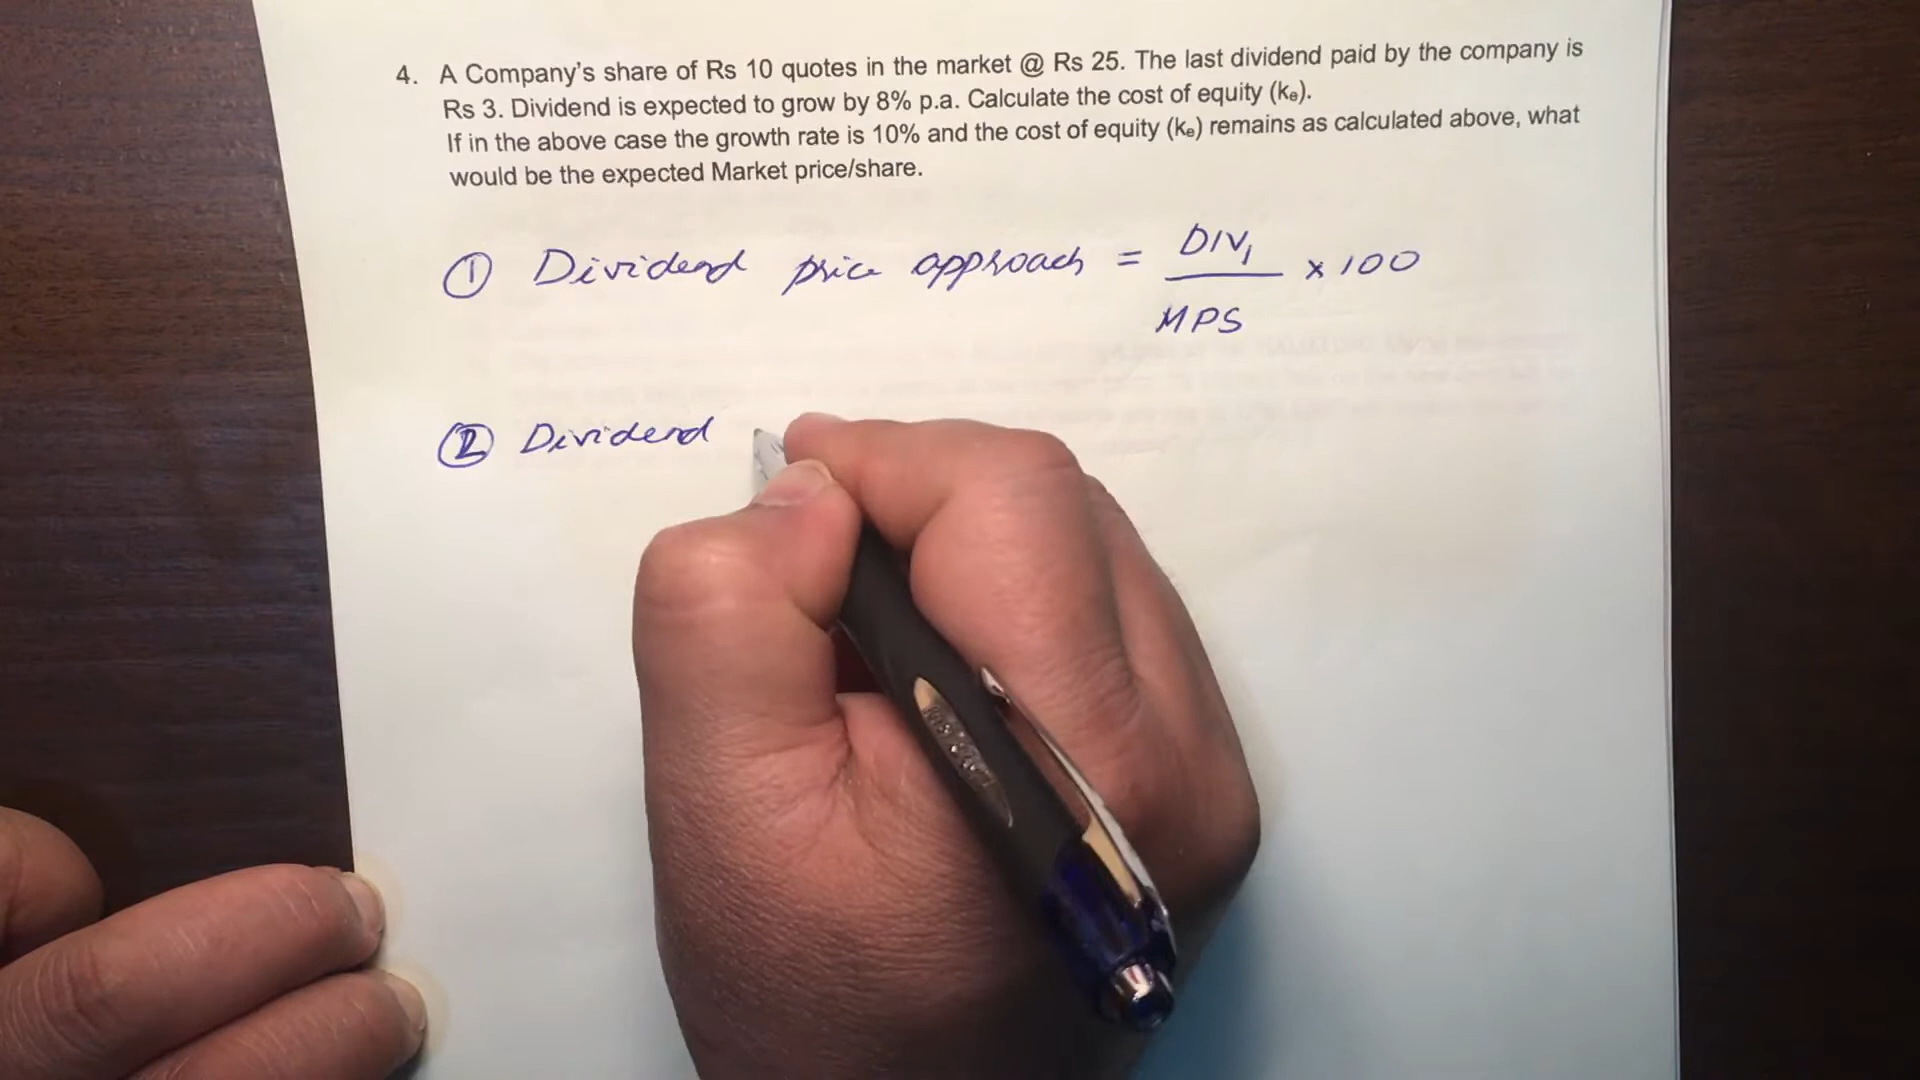 4. A Company's share of Rs 10 quotes in the market @ Rs 25. The last dividend paid by the company is
Rs 3. Dividend is expected to grow by 8% p.a. Calculate the cost of equity (ke).
If in the above case the growth rate is 10% and the cost of equity (ke) remains as calculated above, what
would be the expected Market price/share.
① Dividend price approach = DIV₁ × 100
MPS
② Dividend